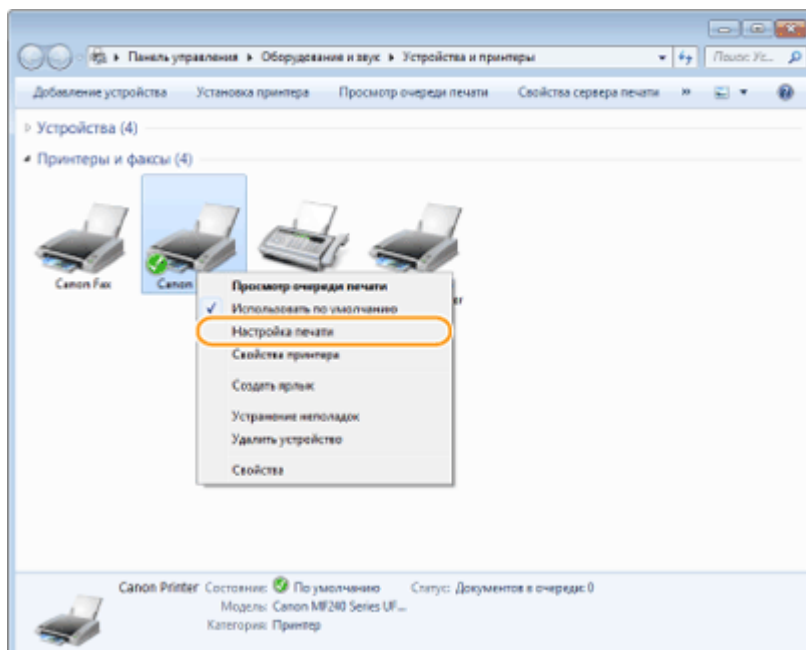 Панель управления ▸ Оборудование и звук ▸ Устройства и принтеры
Поиск: Ус...
Добавление устройства Установка принтера Просмотр очереди печати Свойства сервера печати »
Устройства (4)
Принтеры и факсы (4)
Canon Fax
Canon
er
Просмотр очереди печати
Использовать по умолчанию
Настройка печати
Свойства принтера
Создать ярлык
Устранение неполадок
Удалить устройство
Свойства
Canon Printer Состояние: По умолчанию Статус: Документов в очереди: 0
Модель: Canon MF240 Series UF...
Категория: Принтер